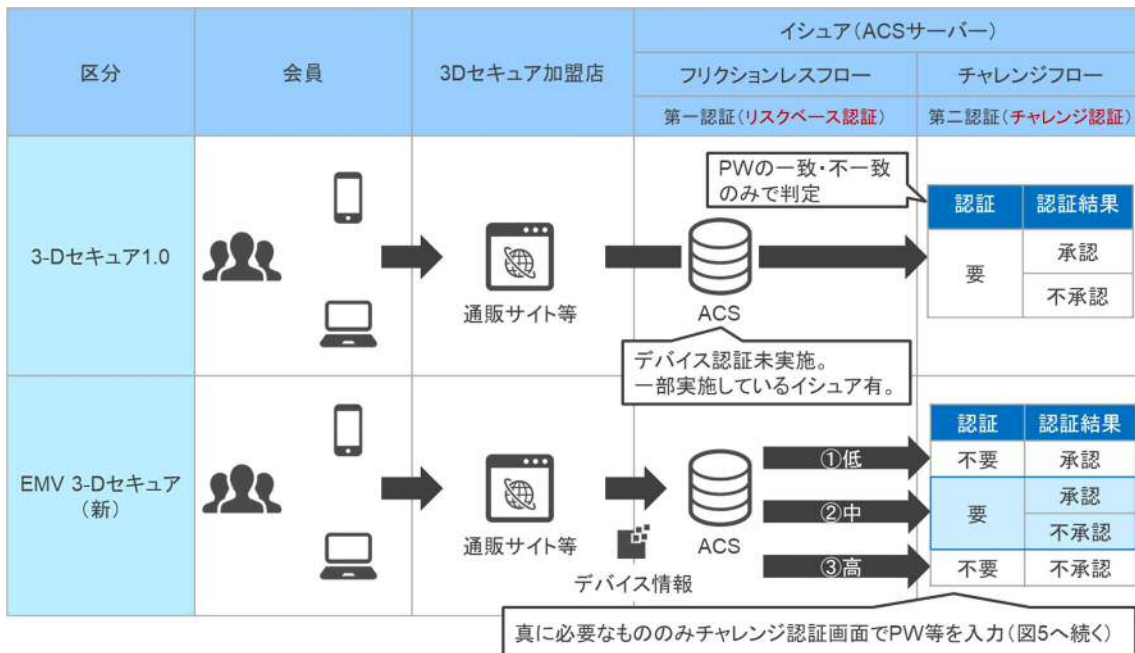 区分
会員
3Dセキュア加盟店
イシュア(ACSサーバー)
フリクションレスフロー
チャレンジフロー
第一認証(リスクベース認証)
第二認証(チャレンジ認証)
3-Dセキュア1.0
通販サイト等
ACS
PWの一致・不一致
のみで判定
認証 認証結果
要 承認
不承認
デバイス認証未実施。
一部実施しているイシュア有。
EMV 3-Dセキュア
(新)
通販サイト等
デバイス情報
ACS
①低
②中
③高
認証 認証結果
不要 承認
要 承認
不承認
不要 不承認
真に必要なもののみチャレンジ認証画面でPW等を入力(図5へ続く)